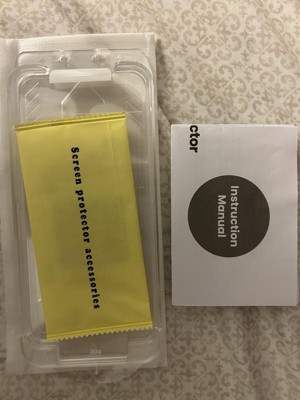 Screen protector accessories
ctor
Instruction
Manual